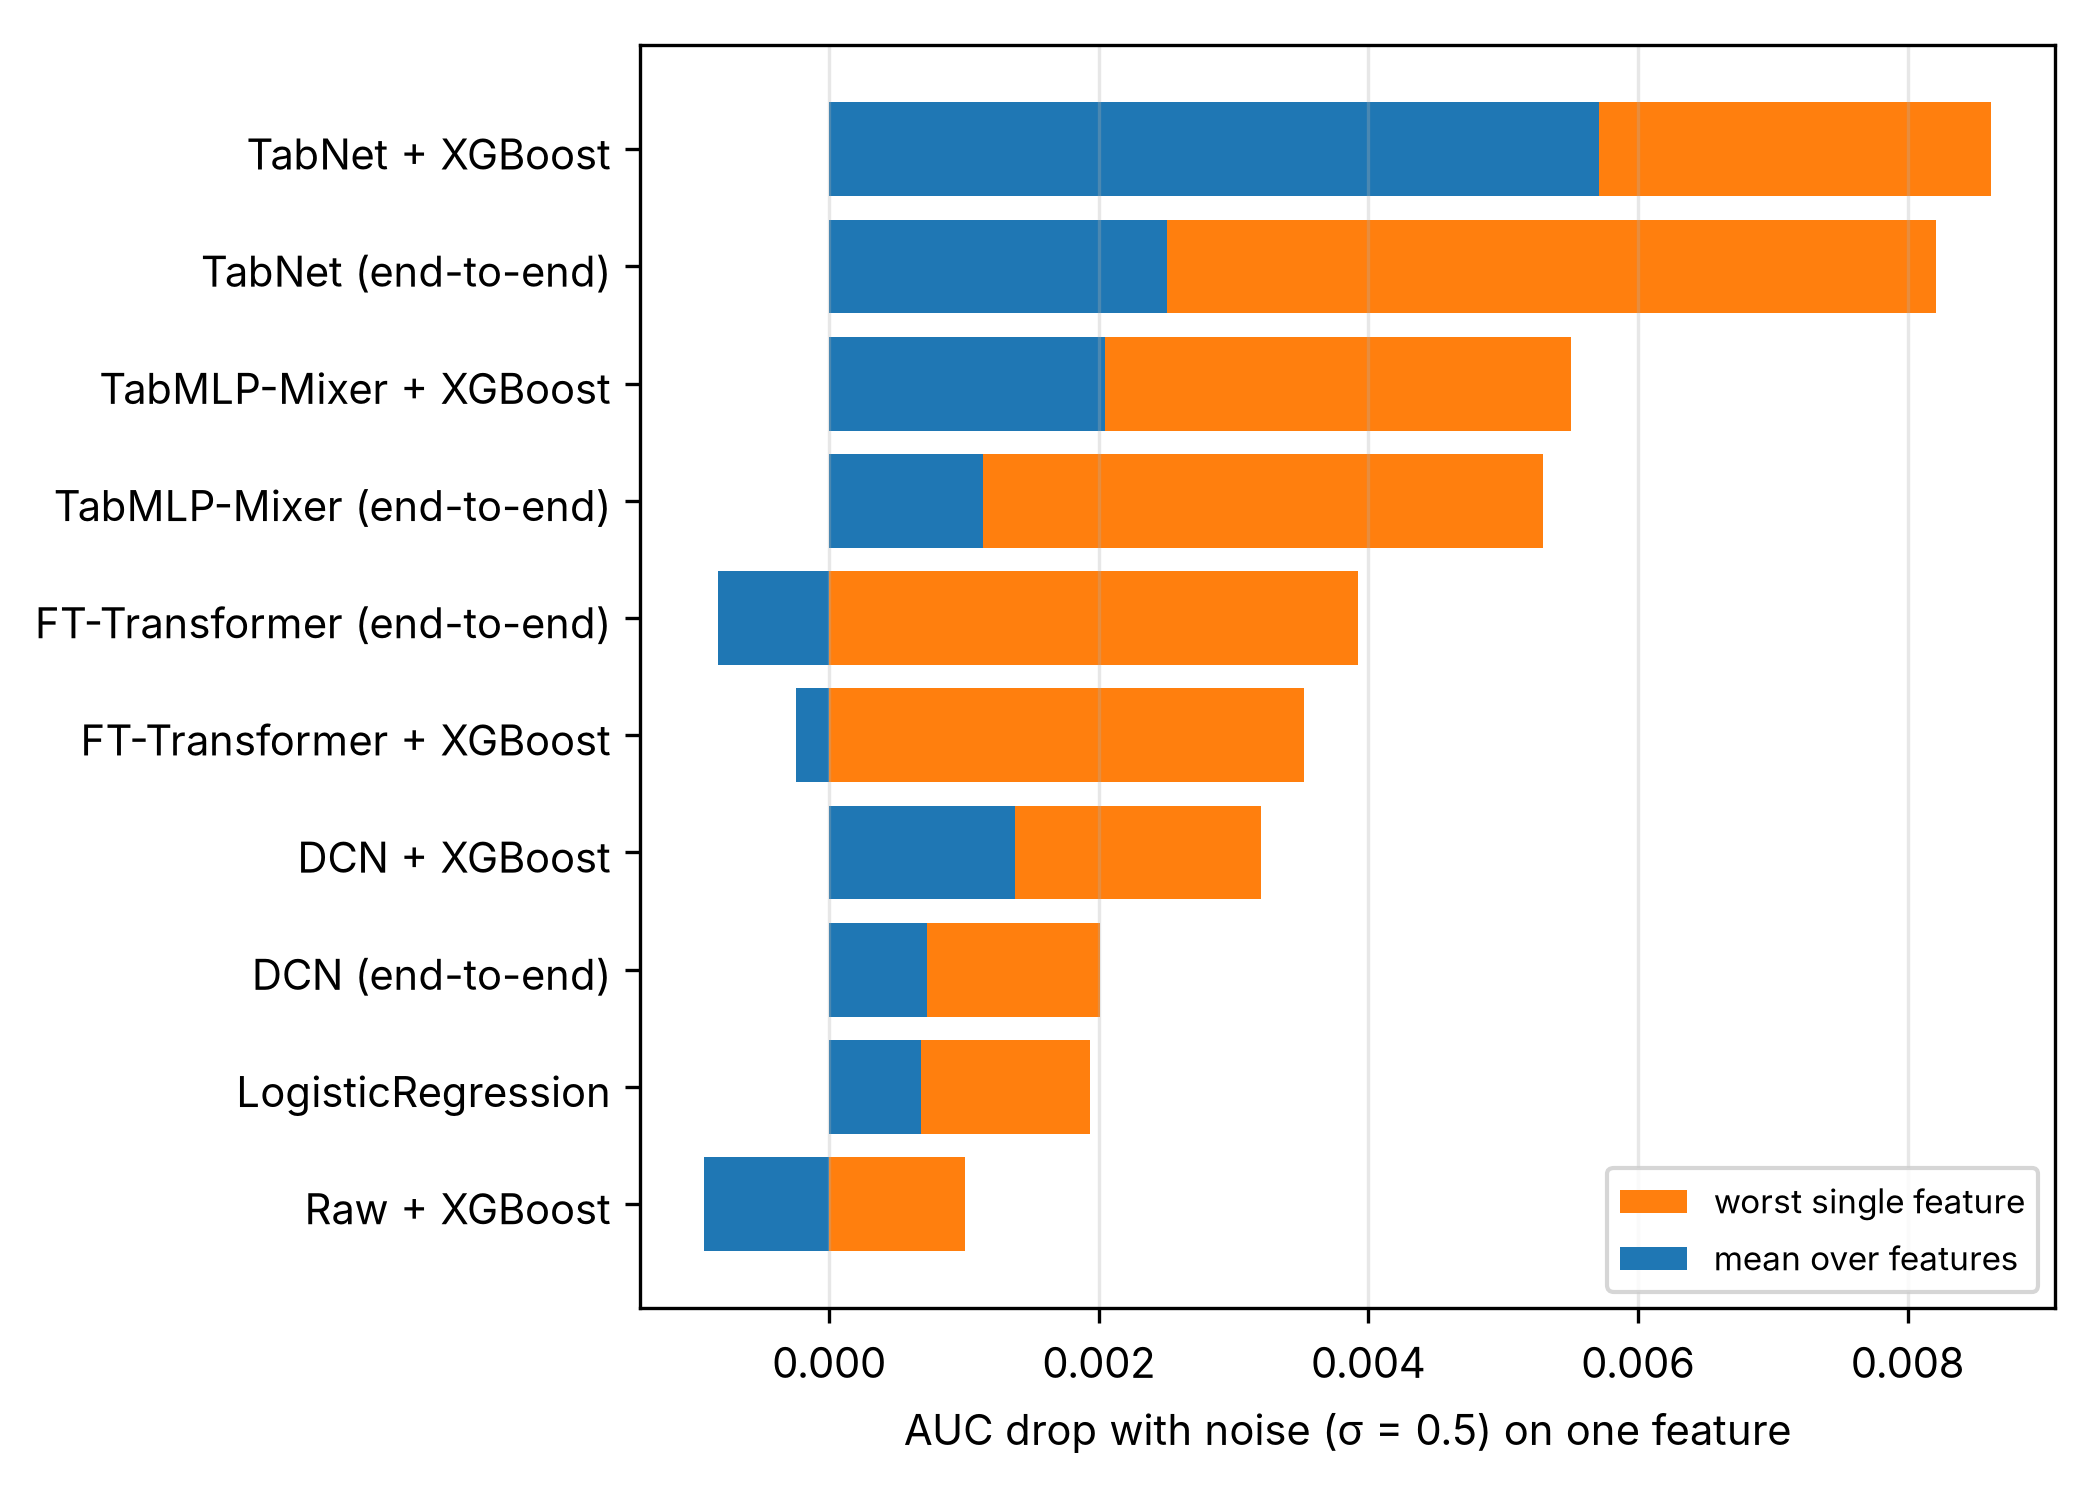 TabNet + XGBoost
TabNet (end-to-end)
TabMLP-Mixer + XGBoost
TabMLP-Mixer (end-to-end)
FT-Transformer (end-to-end)
FT-Transformer + XGBoost
DCN + XGBoost
DCN (end-to-end)
LogisticRegression
Raw + XGBoost
worst single feature
mean over features
0.000 0.002 0.004 0.006 0.008
AUC drop with noise (σ = 0.5) on one feature